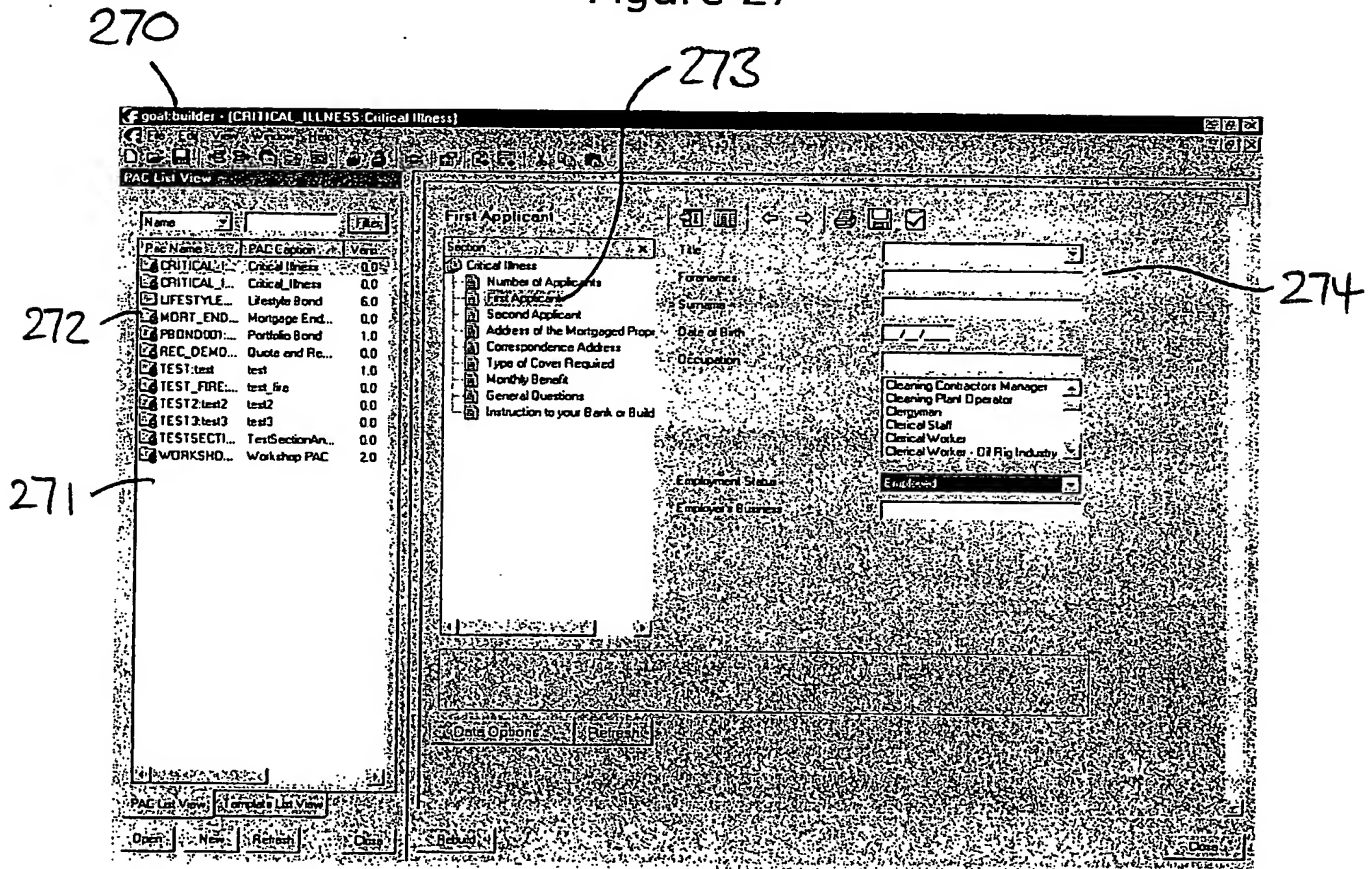 Figure 27
270
273
goal:builder - [CRITICAL_ILLNESS:Critical Illness]
File Edit View Window Help
PAC List View
Name
Filter
Pac Name PAC Caption Versi
CRITICAL_I... Critical Illness 0.0
CRITICAL_I... Critical_Illness 0.0
LIFESTYLE... Lifestyle Bond 6.0
272
MORT_END... Mortgage End... 0.0
PBOND001:... Portfolio Bond 1.0
REC_DEMO... Quote and Re... 0.0
TEST:test test 1.0
TEST_FIRE:... test_fire 0.0
TEST2:test2 test2 0.0
TEST3:test3 test3 0.0
TESTSECTI... TestSectionAn... 0.0
WORKSHO... Workshop PAC 2.0
271
PAC List View Template List View
Open New Refresh Close
First Applicant
Section
Critical Illness
Number of Applicants
First Applicant
Second Applicant
Address of the Mortgaged Prope
Correspondence Address
Type of Cover Required
Monthly Benefit
General Questions
Instruction to your Bank or Build
Title
Forenames
274
Surname
Date of Birth
Occupation
Cleaning Contractors Manager
Cleaning Plant Operator
Clergyman
Clerical Staff
Clerical Worker
Clerical Worker - Oil Rig Industry
Employment Status
Employed
Employer's Business
Data Options Refresh
Rebuild
Close